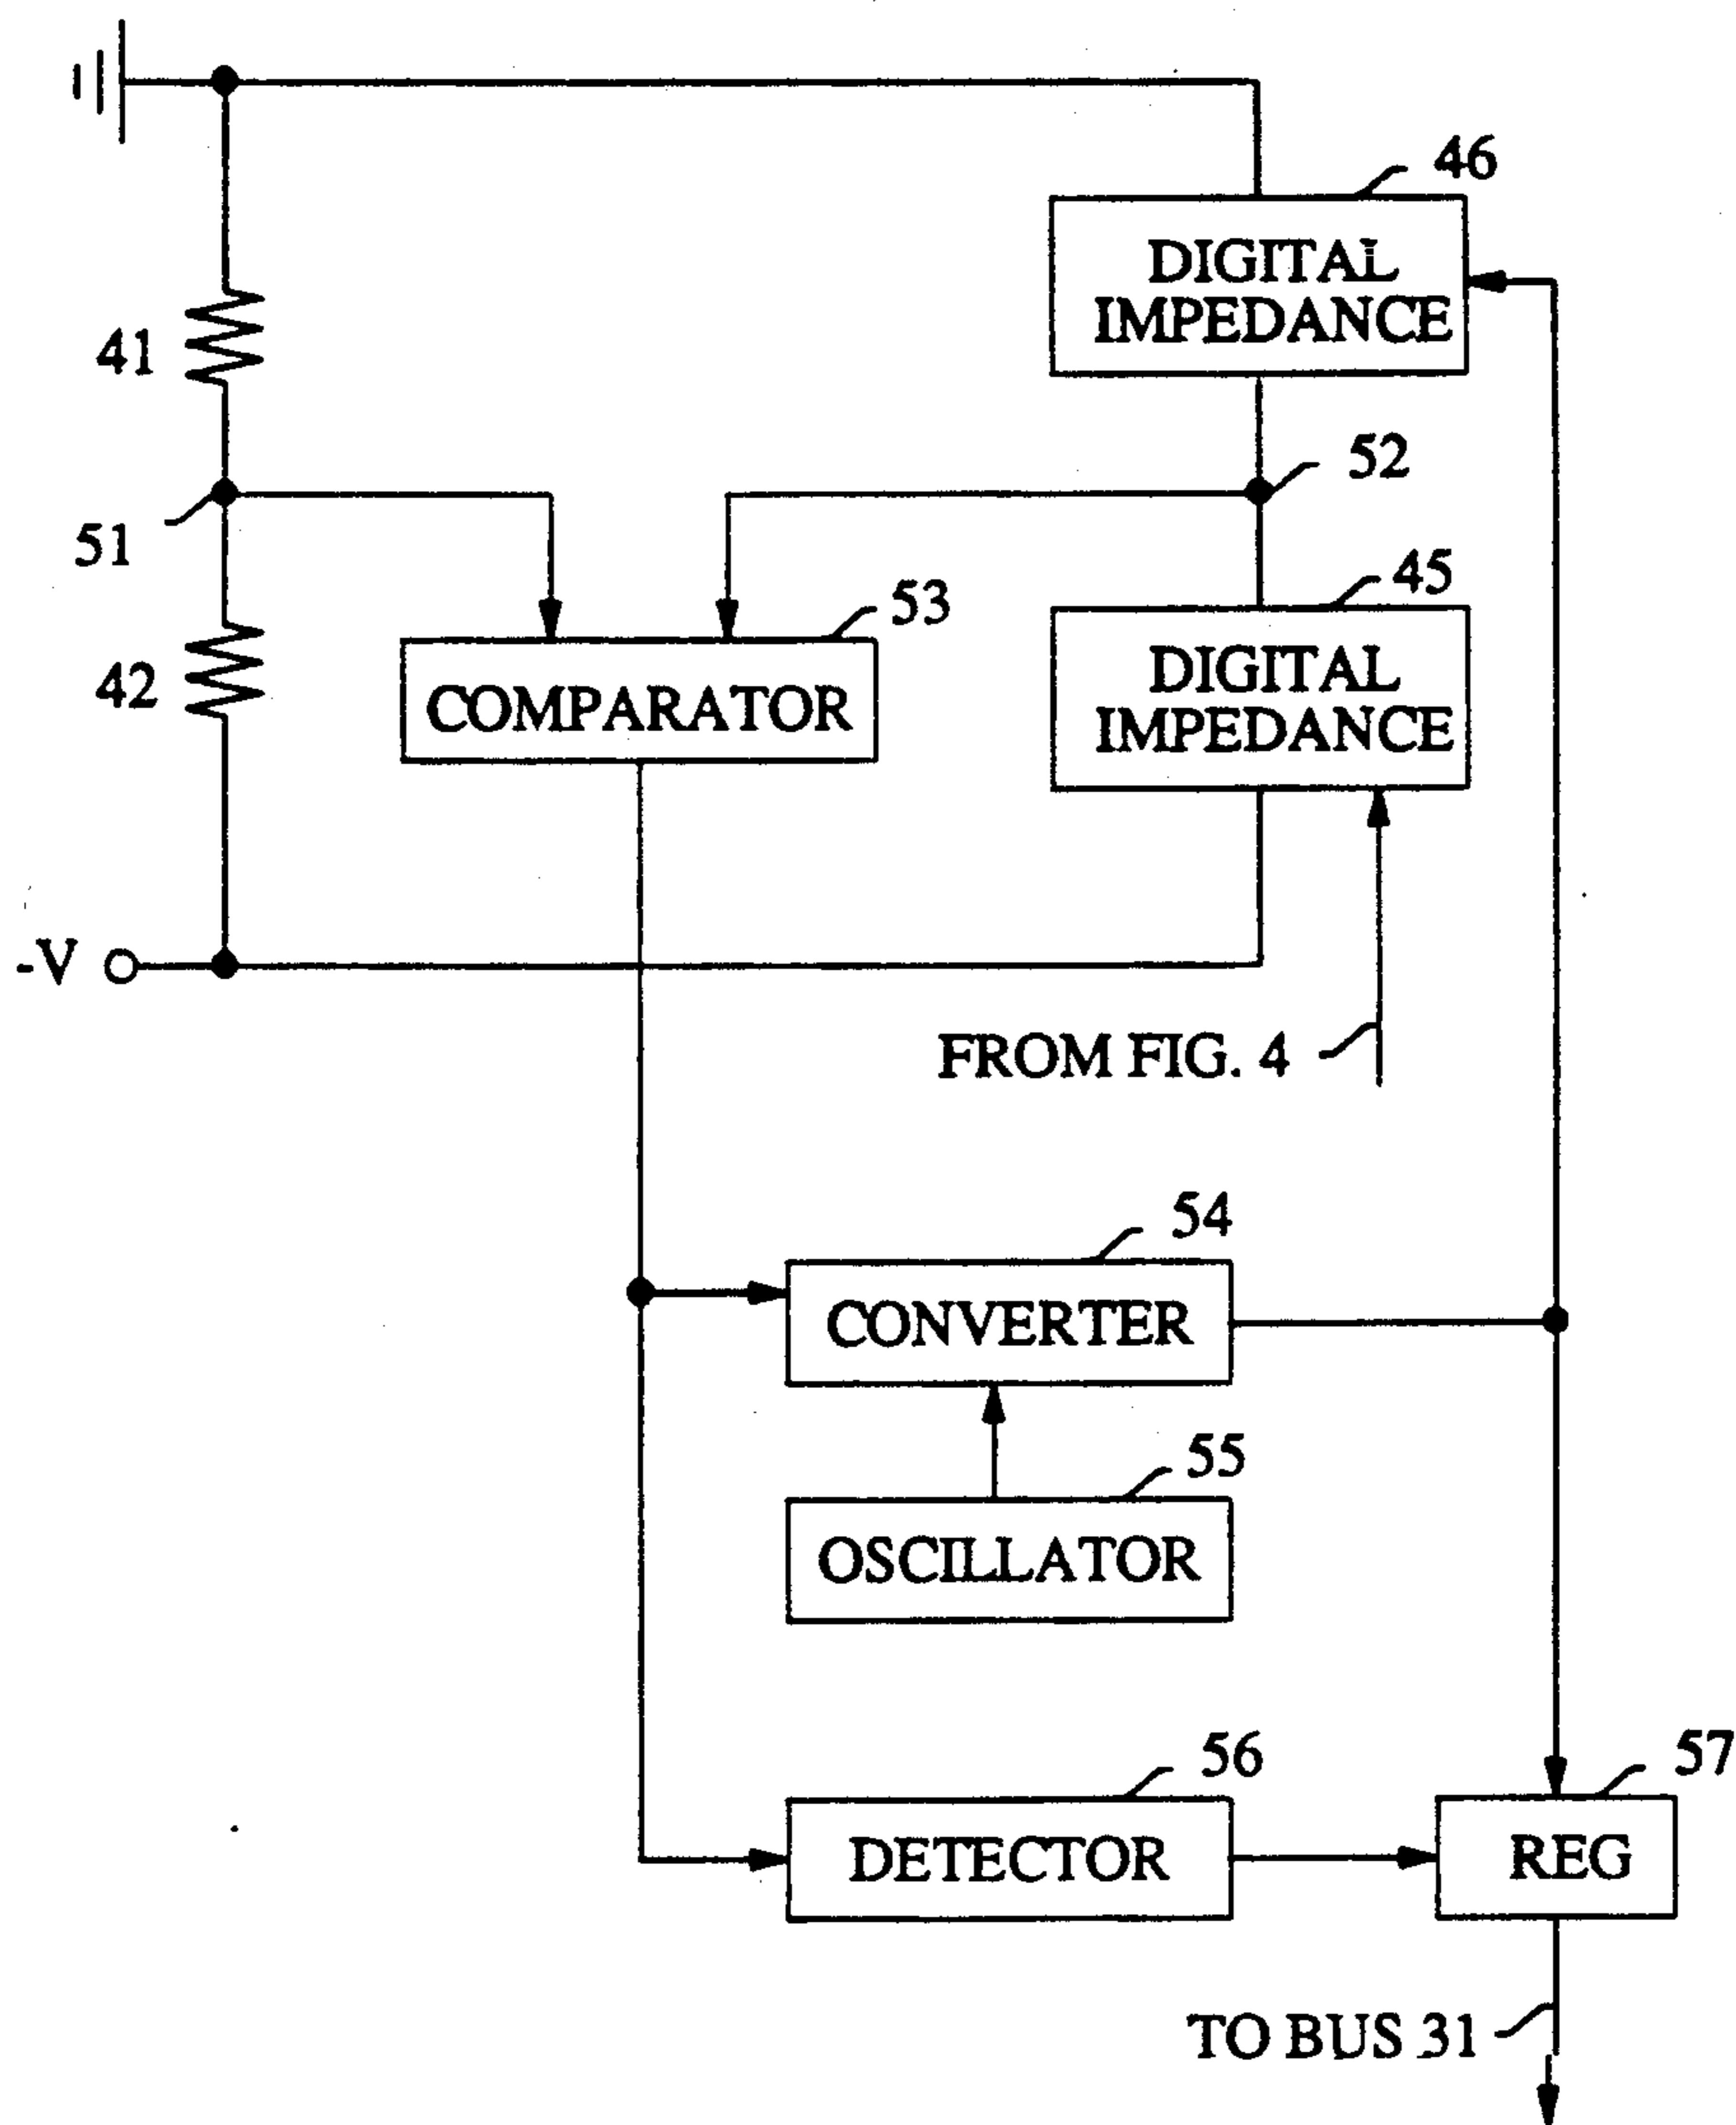 46
DIGITAL
IMPEDANCE
41
52
51
45
53
DIGITAL
IMPEDANCE
42
COMPARATOR
-V
FROM FIG. 4
54
CONVERTER
55
OSCILLATOR
56
57
DETECTOR
REG
TO BUS 31